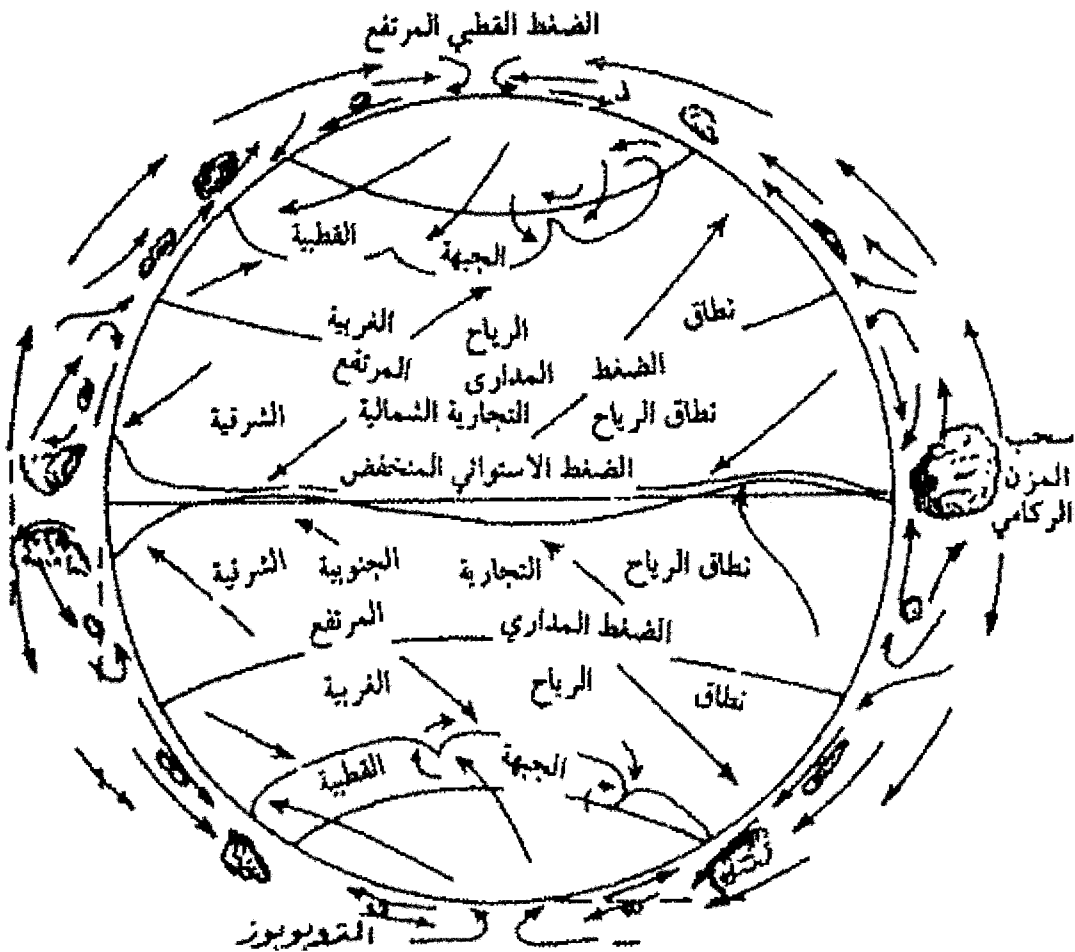 الضغط القطبي المرتفع
الجبهة القطبية
نطاق الرياح الغربية
الضغط المداري المرتفع
نطاق الرياح التجارية الشمالية الشرقية
الضغط الاستوائي المنخفض
سحب
المزن
الركامي
نطاق الرياح التجارية الجنوبية الشرقية
الضغط المداري المرتفع
نطاق الرياح الغربية
الجبهة القطبية
التروبوبوز